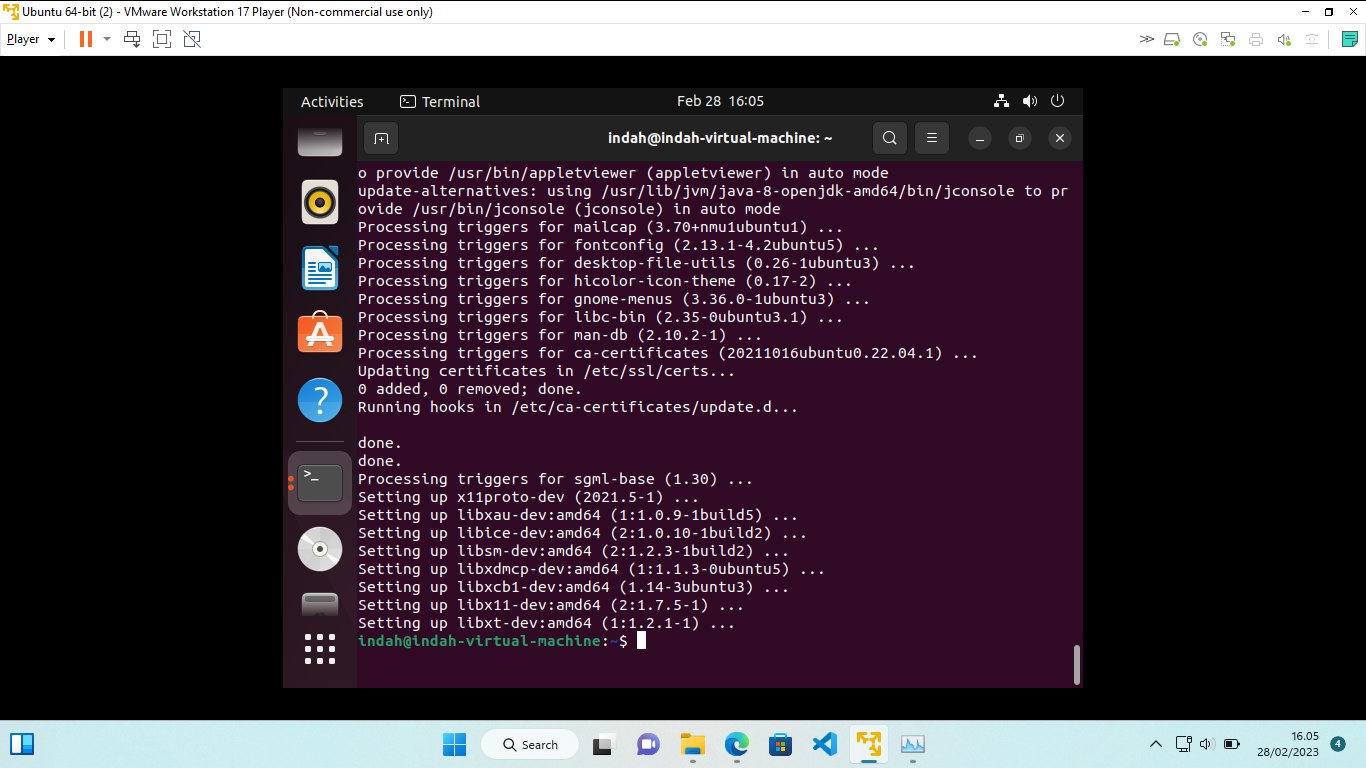 Ubuntu 64-bit (2) - VMware Workstation 17 Player (Non-commercial use only)
Player
Activities
Terminal
Feb 28 16:05
indah@indah-virtual-machine: ~
o provide /usr/bin/appletviewer (appletviewer) in auto mode
update-alternatives: using /usr/lib/jvm/java-8-openjdk-amd64/bin/jconsole to pr
ovide /usr/bin/jconsole (jconsole) in auto mode
Processing triggers for mailcap (3.70+nmu1ubuntu1) ...
Processing triggers for fontconfig (2.13.1-4.2ubuntu5) ...
Processing triggers for desktop-file-utils (0.26-1ubuntu3) ...
Processing triggers for hicolor-icon-theme (0.17-2) ...
Processing triggers for gnome-menus (3.36.0-1ubuntu3) ...
Processing triggers for libc-bin (2.35-0ubuntu3.1) ...
Processing triggers for man-db (2.10.2-1) ...
Processing triggers for ca-certificates (20211016ubuntu0.22.04.1) ...
Updating certificates in /etc/ssl/certs...
0 added, 0 removed; done.
Running hooks in /etc/ca-certificates/update.d...
done.
done.
Processing triggers for sgml-base (1.30) ...
Setting up x11proto-dev (2021.5-1) ...
Setting up libxau-dev:amd64 (1:1.0.9-1build5) ...
Setting up libice-dev:amd64 (2:1.0.10-1build2) ...
Setting up libsm-dev:amd64 (2:1.2.3-1build2) ...
Setting up libxdmcp-dev:amd64 (1:1.1.3-0ubuntu5) ...
Setting up libxcb1-dev:amd64 (1.14-3ubuntu3) ...
Setting up libx11-dev:amd64 (2:1.7.5-1) ...
Setting up libxt-dev:amd64 (1:1.2.1-1) ...
indah@indah-virtual-machine:~$
Search
16.05
28/02/2023
4